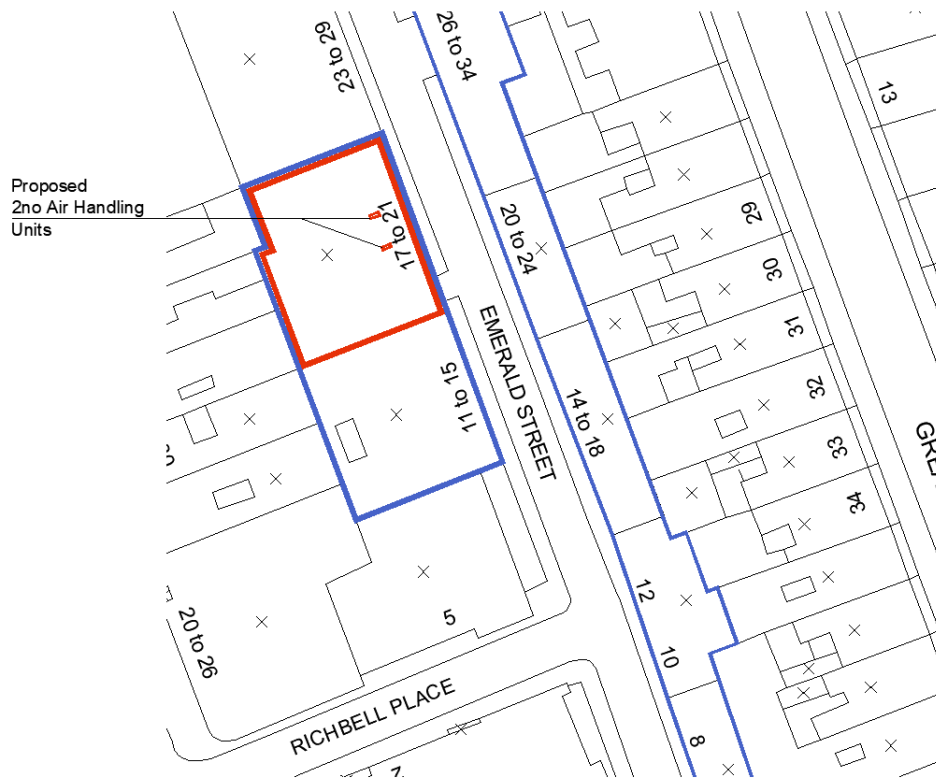 26 to 34
23 to 29
13
Proposed
2no Air Handling
Units
17 to 21
20 to 24
29
30
EMERALD STREET
31
11 to 15
14 to 18
32
33
34
12
5
20 to 26
10
RICHBELL PLACE
8